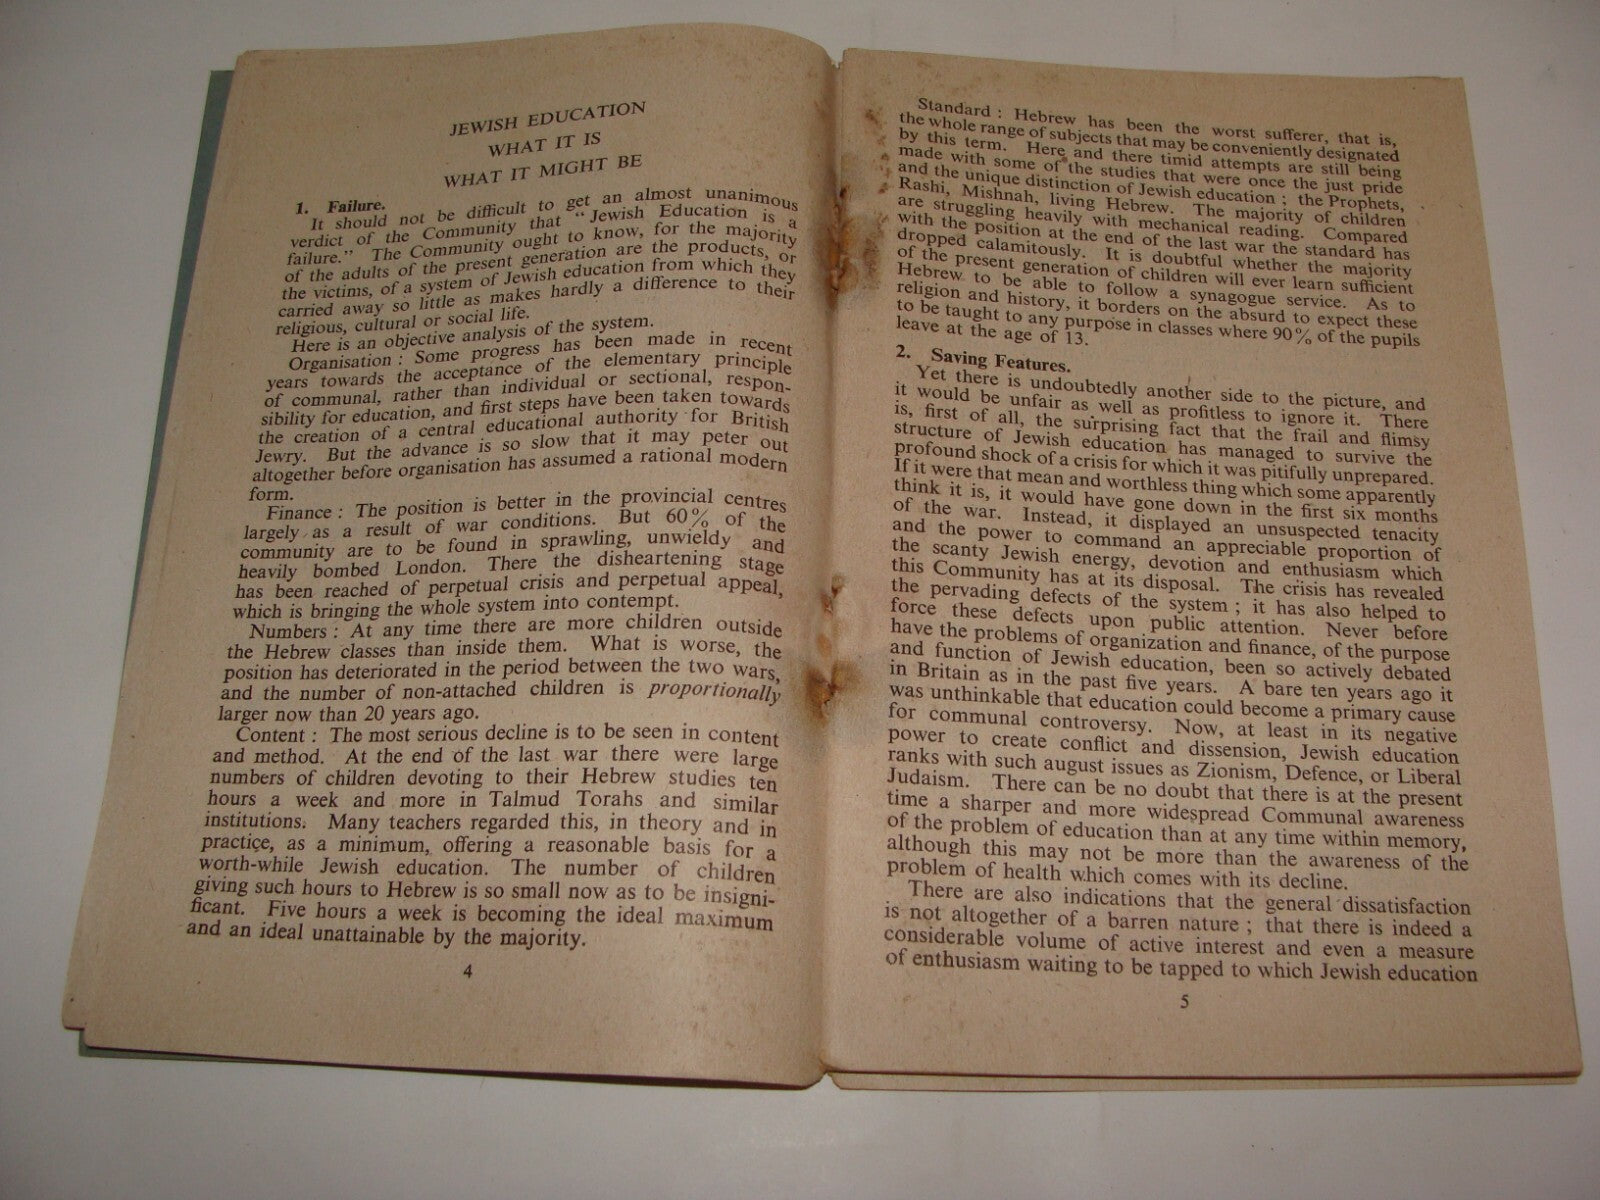 JEWISH EDUCATION
WHAT IT IS
WHAT IT MIGHT BE
1. Failure.
It should not be difficult to get an almost unanimous
verdict of the Community that "Jewish Education is a
failure." The Community ought to know, for the majority
of the adults of the present generation are the products, or
the victims, of a system of Jewish education from which they
carried away so little as makes hardly a difference to their
religious, cultural or social life.
Here is an objective analysis of the system.
Organisation : Some progress has been made in recent
years towards the acceptance of the elementary principle
of communal, rather than individual or sectional, respon-
sibility for education, and first steps have been taken towards
the creation of a central educational authority for British
Jewry. But the advance is so slow that it may peter out
altogether before organisation has assumed a rational modern
form.
Finance : The position is better in the provincial centres
largely as a result of war conditions. But 60% of the
community are to be found in sprawling, unwieldy and
heavily bombed London. There the disheartening stage
has been reached of perpetual crisis and perpetual appeal,
which is bringing the whole system into contempt.
Numbers : At any time there are more children outside
the Hebrew classes than inside them. What is worse, the
position has deteriorated in the period between the two wars,
and the number of non-attached children is proportionally
larger now than 20 years ago.
Content : The most serious decline is to be seen in content
and method. At the end of the last war there were large
numbers of children devoting to their Hebrew studies ten
hours a week and more in Talmud Torahs and similar
institutions. Many teachers regarded this, in theory and in
practice, as a minimum, offering a reasonable basis for a
worth-while Jewish education. The number of children
giving such hours to Hebrew is so small now as to be insigni-
ficant. Five hours a week is becoming the ideal maximum
and an ideal unattainable by the majority.
4
Standard : Hebrew has been the worst sufferer, that is,
the whole range of subjects that may be conveniently designated
by this term. Here and there timid attempts are still being
made with some of the studies that were once the just pride
and the unique distinction of Jewish education ; the Prophets,
Rashi, Mishnah, living Hebrew. The majority of children
are struggling heavily with mechanical reading. Compared
with the position at the end of the last war the standard has
dropped calamitously. It is doubtful whether the majority
of the present generation of children will ever learn sufficient
Hebrew to be able to follow a synagogue service. As to
religion and history, it borders on the absurd to expect these
to be taught to any purpose in classes where 90% of the pupils
leave at the age of 13.
2. Saving Features.
Yet there is undoubtedly another side to the picture, and
it would be unfair as well as profitless to ignore it. There
is, first of all, the surprising fact that the frail and flimsy
structure of Jewish education has managed to survive the
profound shock of a crisis for which it was pitifully unprepared.
If it were that mean and worthless thing which some apparently
think it is, it would have gone down in the first six months
of the war. Instead, it displayed an unsuspected tenacity
and the power to command an appreciable proportion of
the scanty Jewish energy, devotion and enthusiasm which
this Community has at its disposal. The crisis has revealed
the pervading defects of the system ; it has also helped to
force these defects upon public attention. Never before
have the problems of organization and finance, of the purpose
and function of Jewish education, been so actively debated
in Britain as in the past five years. A bare ten years ago it
was unthinkable that education could become a primary cause
for communal controversy. Now, at least in its negative
power to create conflict and dissension, Jewish education
ranks with such august issues as Zionism, Defence, or Liberal
Judaism. There can be no doubt that there is at the present
time a sharper and more widespread Communal awareness
of the problem of education than at any time within memory,
although this may not be more than the awareness of the
problem of health which comes with its decline.
There are also indications that the general dissatisfaction
is not altogether of a barren nature ; that there is indeed a
considerable volume of active interest and even a measure
of enthusiasm waiting to be tapped to which Jewish education
5